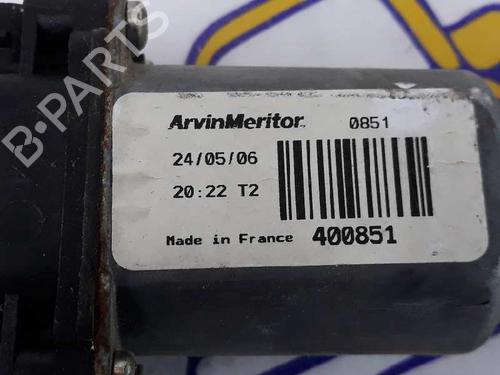 ArvinMeritor 0851
24/05/06
20:22 T2
Made in France 400851
B-PARTS